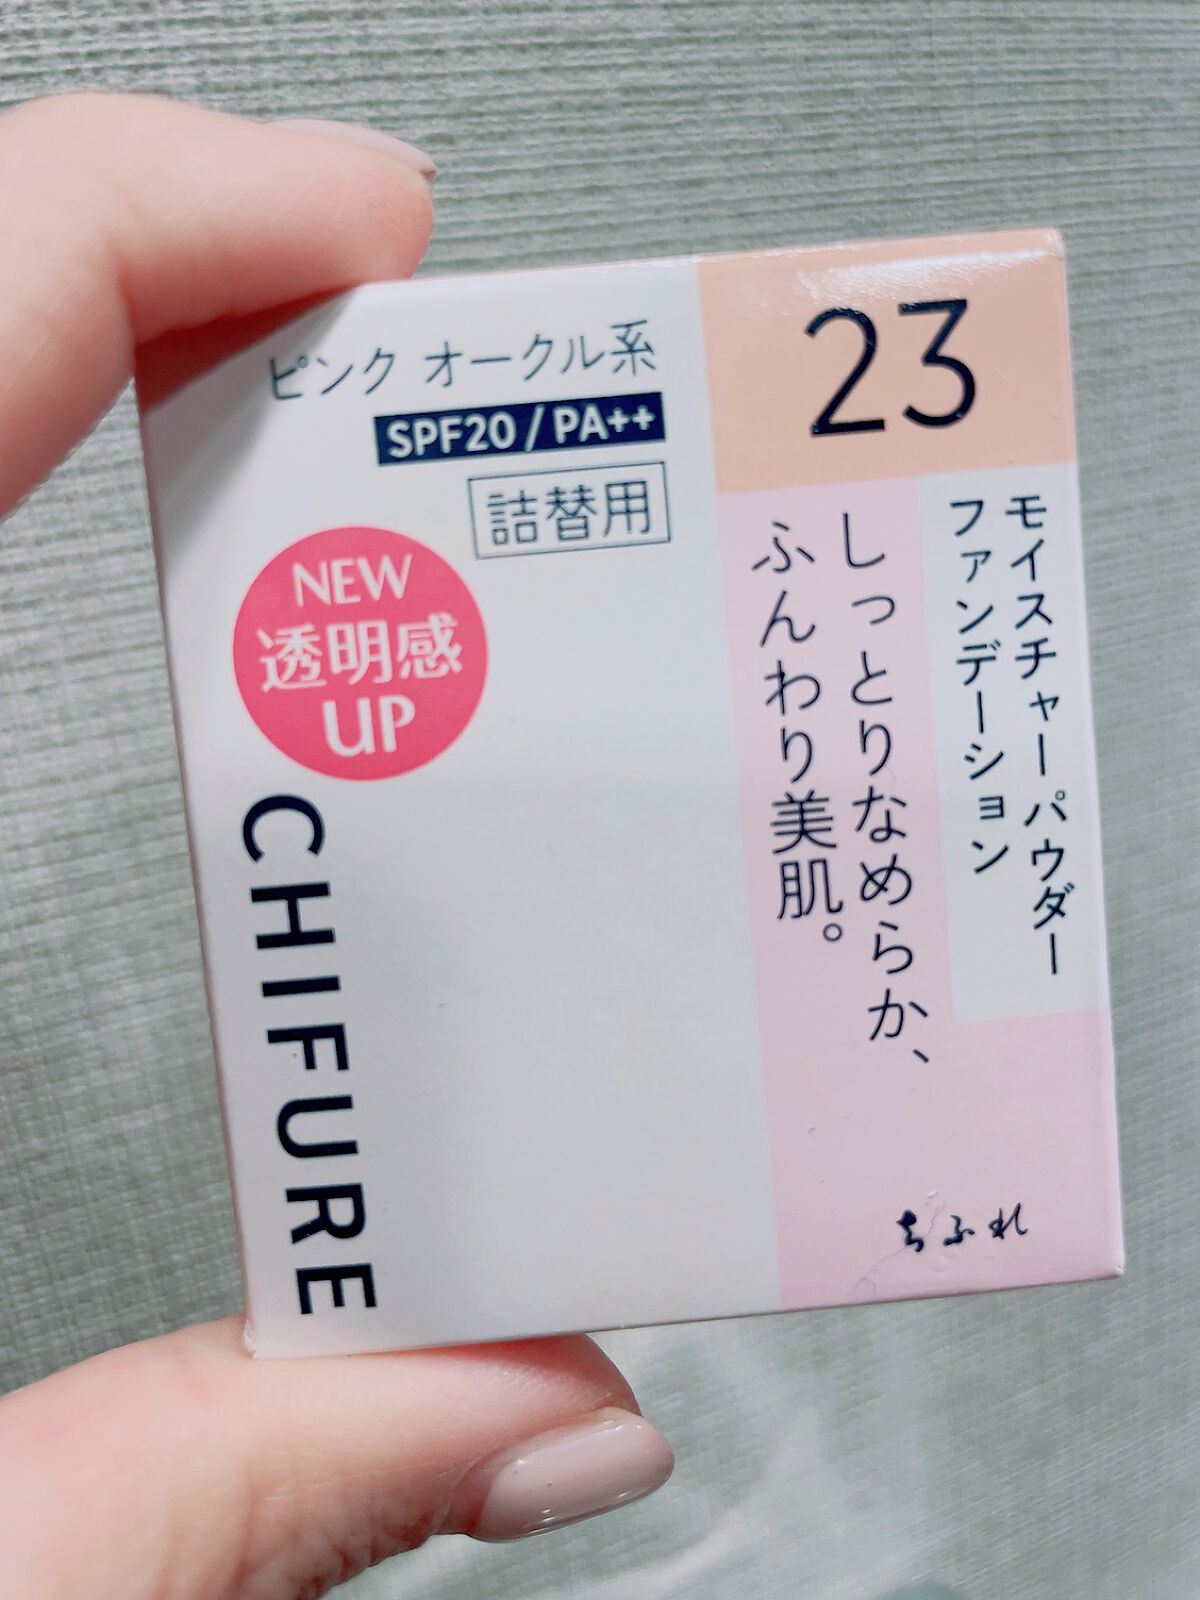 23
ピンク オークル系
SPF20/PA++
詰替用
モイスチャー パウダー
ファンデーション
しっとりなめらか、
ふんわり美肌。
NEW
透明感
UP
CHIFURE
ちふれ